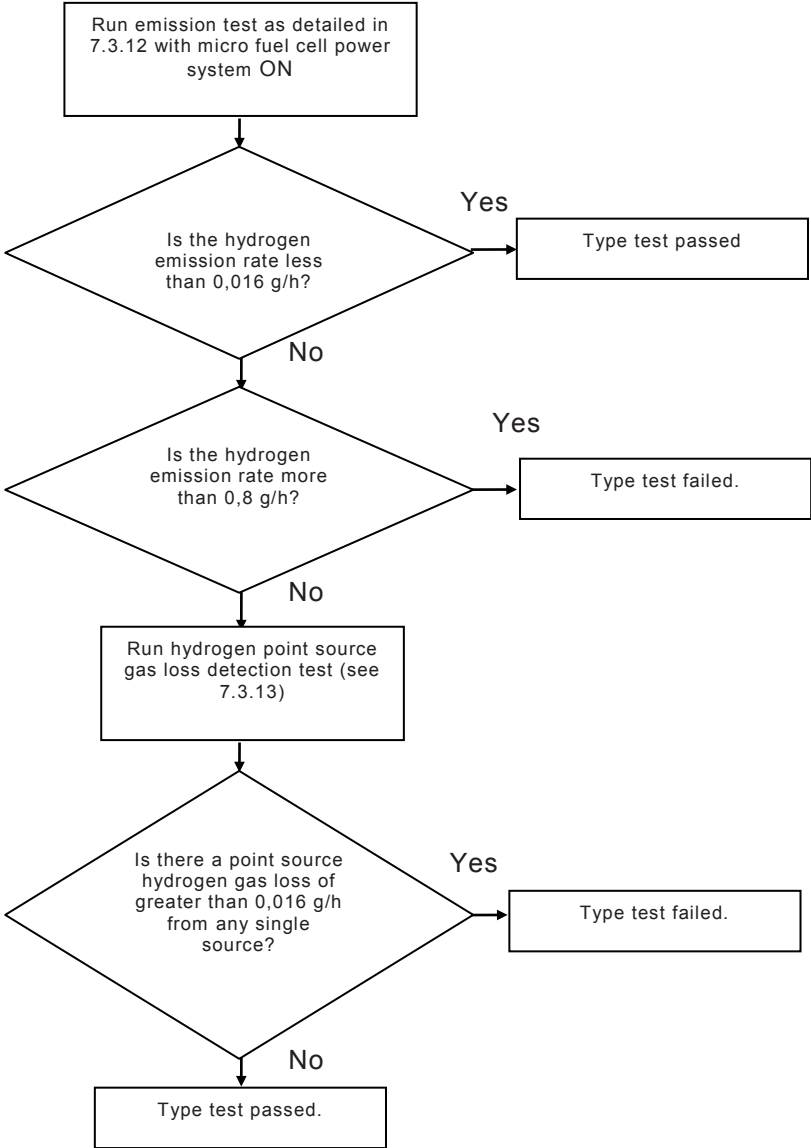 Run emission test as detailed in
7.3.12 with micro fuel cell power
system ON
Yes
Is the hydrogen
emission rate less
than 0,016 g/h?
Type test passed
No
Yes
Is the hydrogen
emission rate more
than 0,8 g/h?
Type test failed.
No
Run hydrogen point source
gas loss detection test (see
7.3.13)
Is there a point source
hydrogen gas loss of
greater than 0,016 g/h
from any single
source?
Yes
Type test failed.
No
Type test passed.